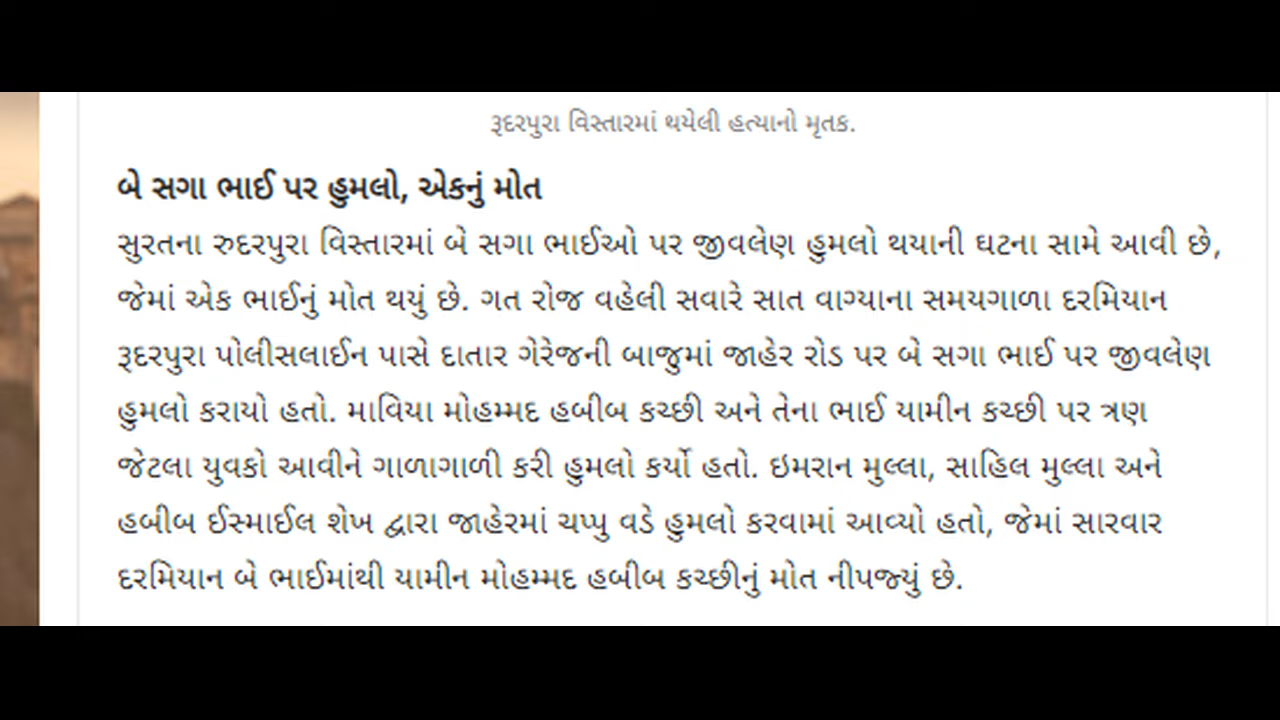 રૂદરપુરા વિસ્તારમાં થયેલી હત્યાનો મૃતક.
બે સગા ભાઈ પર હુમલો, એકનું મોત
સુરતના રુદરપુરા વિસ્તારમાં બે સગા ભાઈઓ પર જીવલેણ હુમલો થયાની ઘટના સામે આવી છે,
જેમાં એક ભાઈનું મોત થયું છે. ગત રોજ વહેલી સવારે સાત વાગ્યાના સમયગાળા દરમિયાન
રૂદરપુરા પોલીસલાઈન પાસે દાતાર ગેરેજની બાજુમાં જાહેર રોડ પર બે સગા ભાઈ પર જીવલેણ
હુમલો કરાયો હતો. માવિયા મોહમ્મદ હબીબ કચ્છી અને તેના ભાઈ યામીન કચ્છી પર ત્રણ
જેટલા યુવકો આવીને ગાળાગાળી કરી હુમલો કર્યો હતો. ઇમરાન મુલ્લા, સાહિલ મુલ્લા અને
હબીબ ઈસ્માઈલ શેખ દ્વારા જાહેરમાં ચપ્પુ વડે હુમલો કરવામાં આવ્યો હતો, જેમાં સારવાર
દરમિયાન બે ભાઈમાંથી યામીન મોહમ્મદ હબીબ કચ્છીનું મોત નીપજ્યું છે.